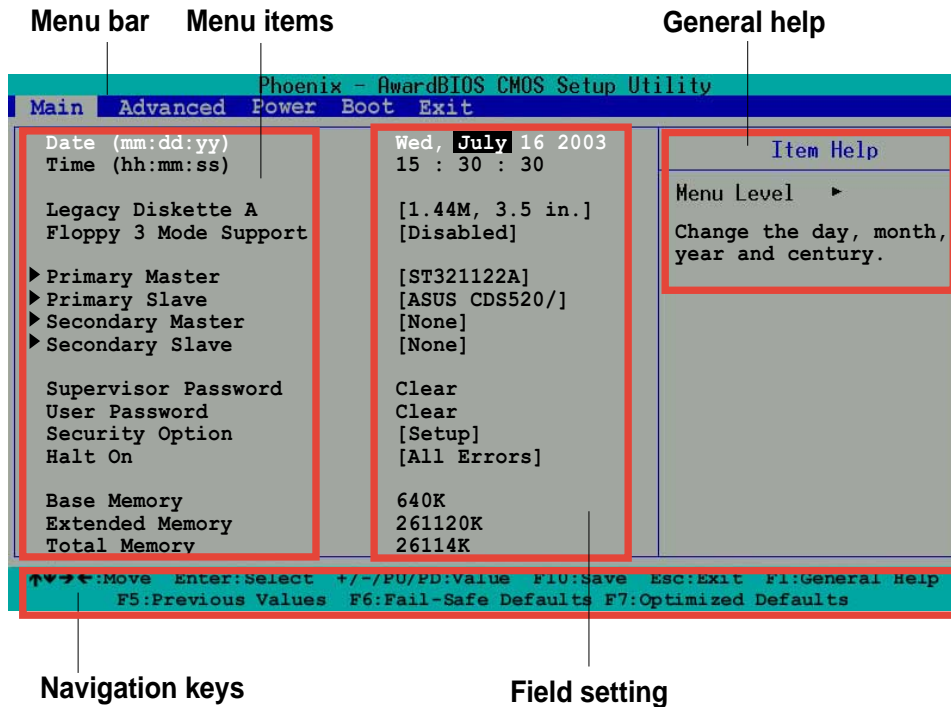 Menu bar Menu items General help
Phoenix - AwardBIOS CMOS Setup Utility
Main Advanced Power Boot Exit
Date (mm:dd:yy) Wed, July 16 2003
Time (hh:mm:ss) 15 : 30 : 30
Item Help
Legacy Diskette A [1.44M, 3.5 in.]
Floppy 3 Mode Support [Disabled]
Menu Level ►
Change the day, month,
year and century.
►Primary Master [ST321122A]
►Primary Slave [ASUS CDS520/]
►Secondary Master [None]
►Secondary Slave [None]
Supervisor Password Clear
User Password Clear
Security Option [Setup]
Halt On [All Errors]
Base Memory 640K
Extended Memory 261120K
Total Memory 26114K
↑↓→←:Move Enter:Select +/-/PU/PD:Value F10:Save Esc:Exit F1:General Help
F5:Previous Values F6:Fail-Safe Defaults F7:Optimized Defaults
Navigation keys Field setting